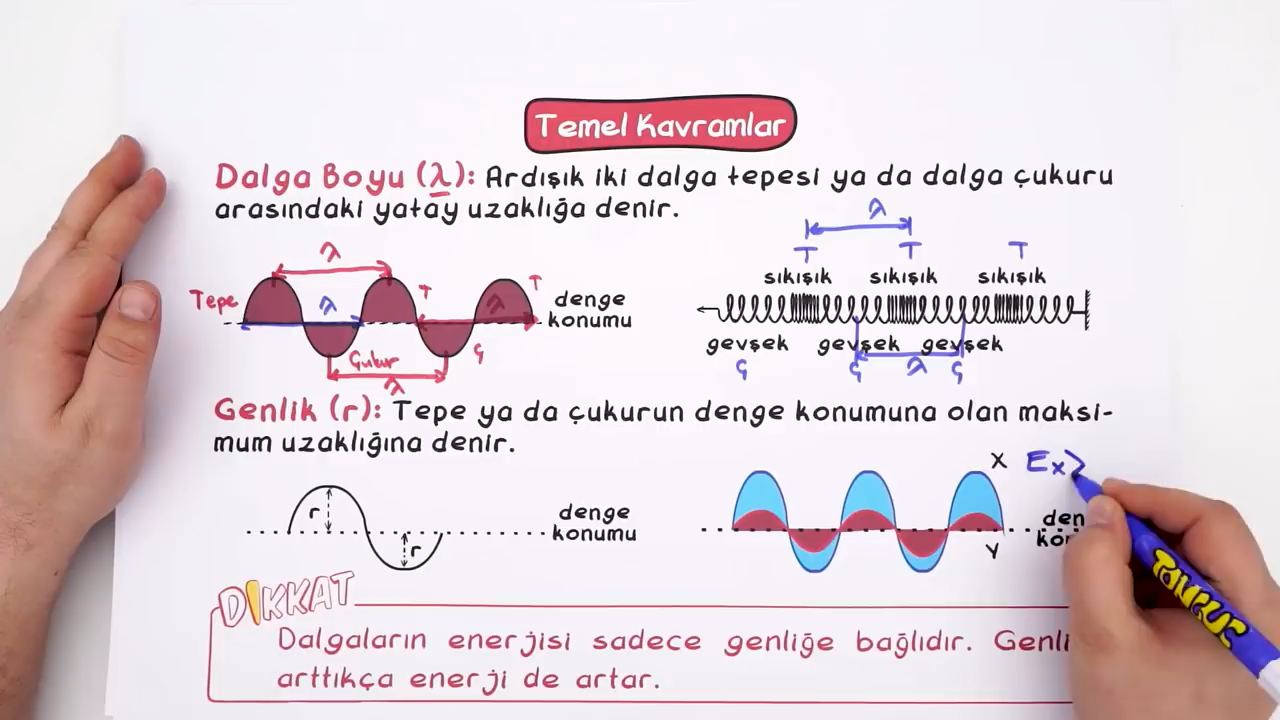 Temel Kavramlar
Dalga Boyu (λ): Ardışık iki dalga tepesi ya da dalga çukuru
arasındaki yatay uzaklığa denir.
λ
T T T
sıkışık sıkışık sıkışık
gevşek gevşek gevşek
Ç Ç λ Ç
λ
Tepe λ T λ T
denge
konumu
Çukur Ç
λ
Genlik (r): Tepe ya da çukurun denge konumuna olan maksi-
mum uzaklığına denir.
r
r
denge
konumu
X Ex>
Y
DİKKAT
Dalgaların enerjisi sadece genliğe bağlıdır.
arttıkça enerji de artar.
TONGUÇ